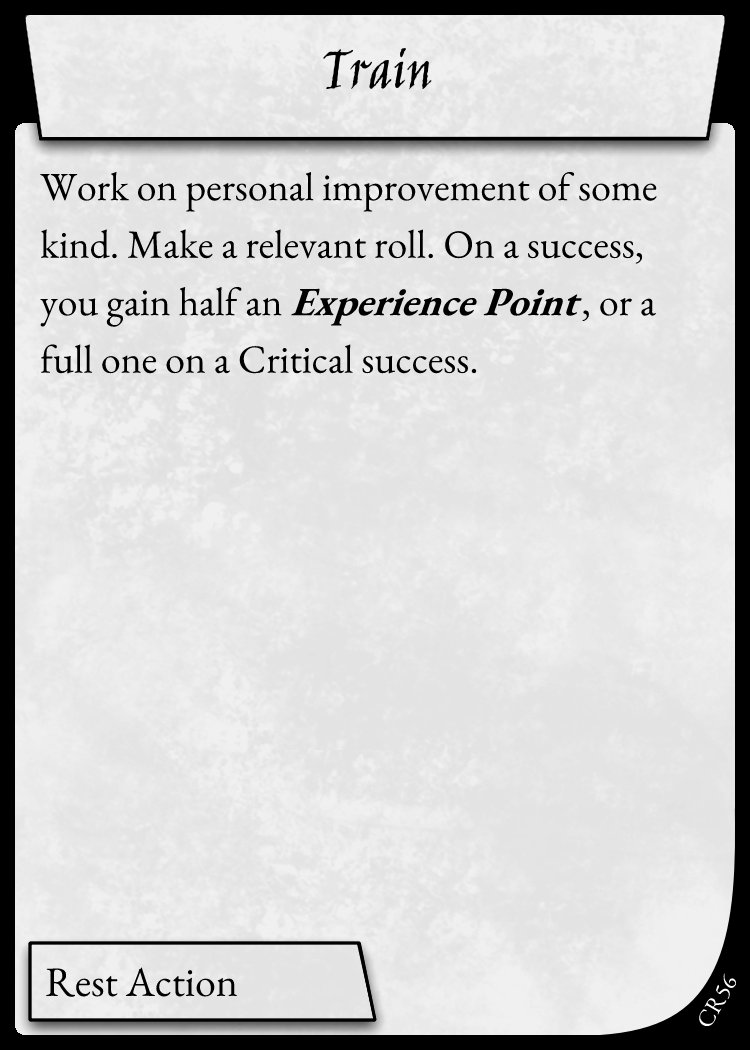 Train
Work on personal improvement of some
kind. Make a relevant roll. On a success,
you gain half an Experience Point, or a
full one on a Critical success.
Rest Action
CR56